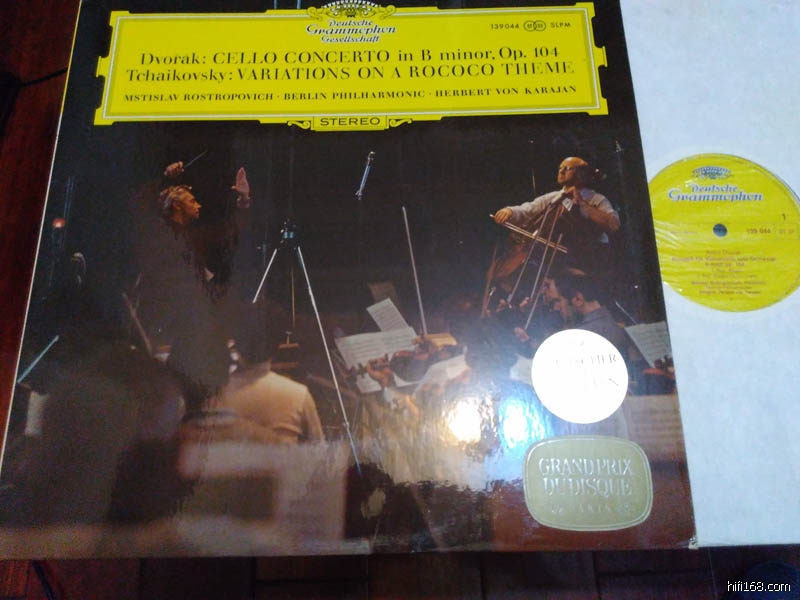 Deutsche
Grammophon
Gesellschaft
139 044 SLPM
Dvořák: CELLO CONCERTO in B minor, Op. 104
Tchaikovsky: VARIATIONS ON A ROCOCO THEME
MSTISLAV ROSTROPOVICH · BERLIN PHILHARMONIC · HERBERT VON KARAJAN
STEREO
Deutsche
Grammophon
1
139 044
GRAND PRIX
DU DISQUE
hifi168.com